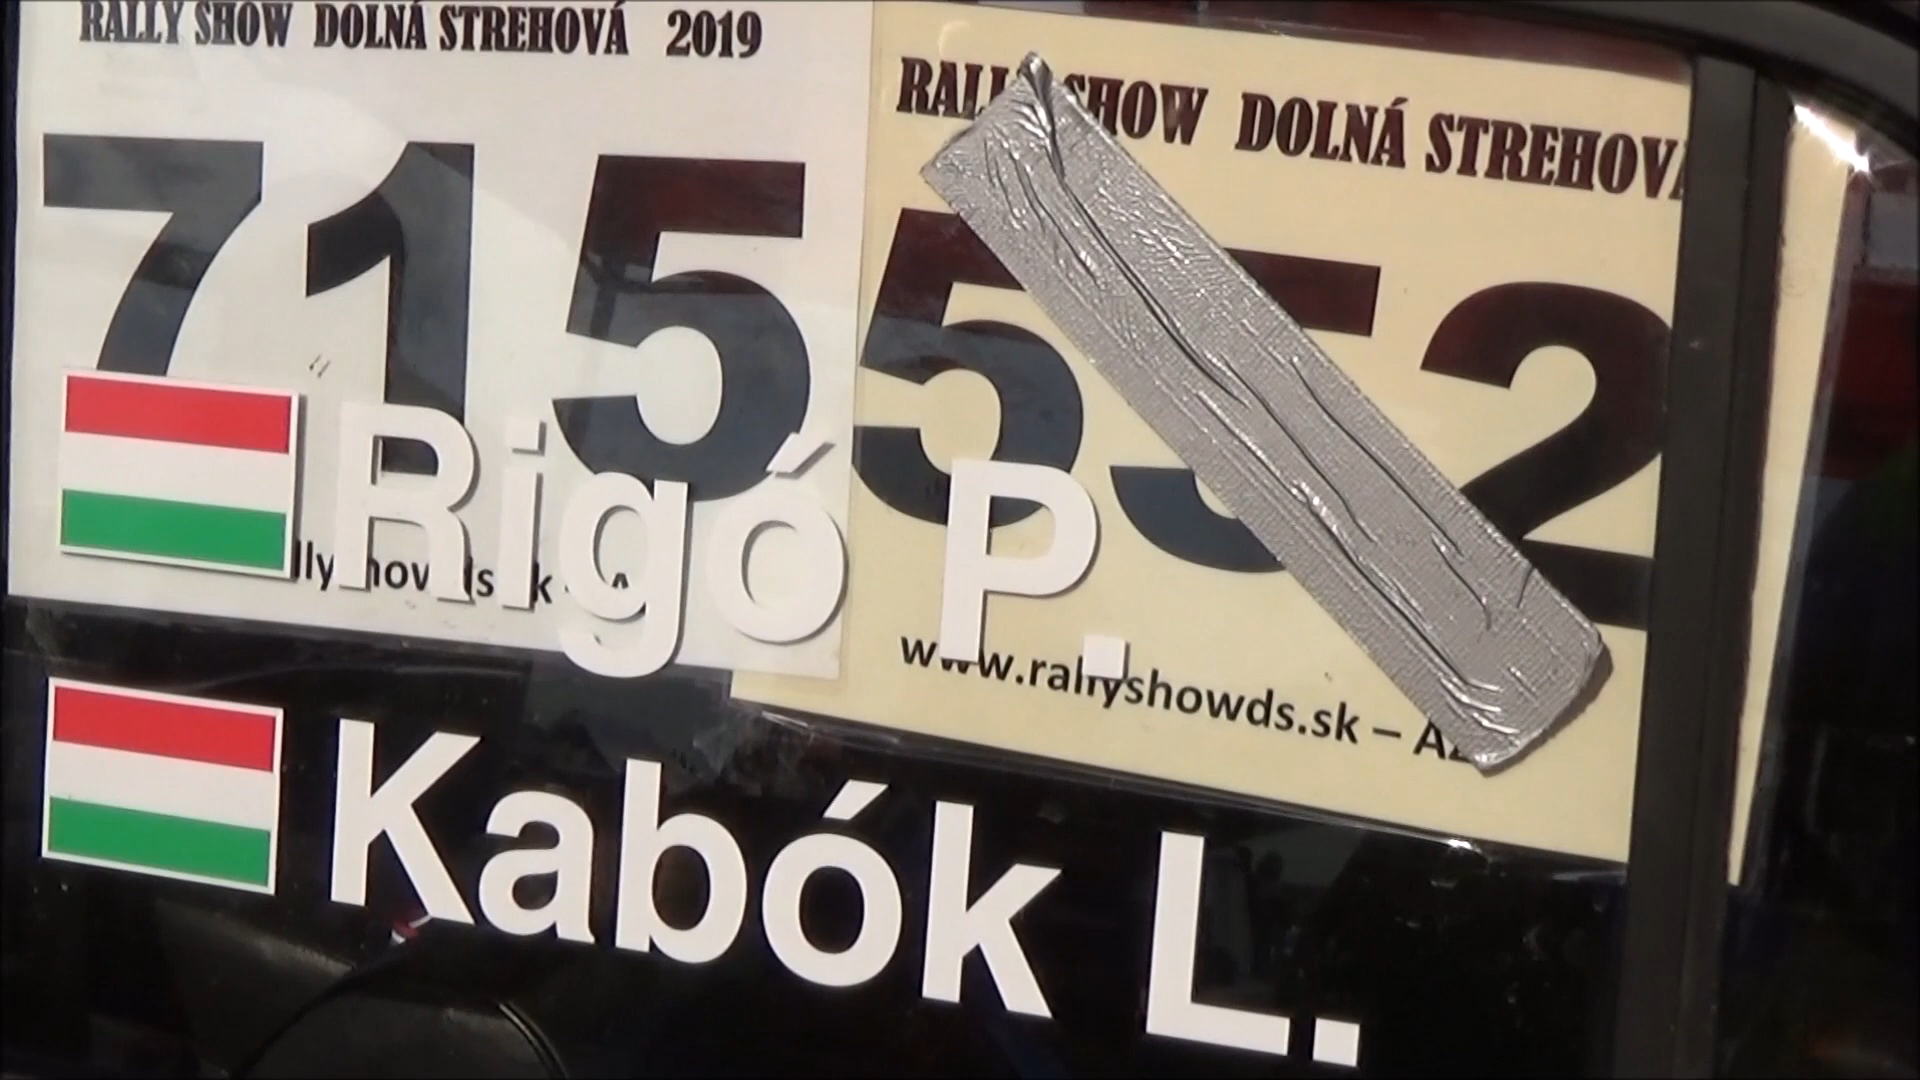 RALLY SHOW DOLNÁ STREHOVÁ 2019
715
RALLY SHOW DOLNÁ STREHOVÁ
552
Rigó P.
www.rallyshowds.sk –
Kabók L.